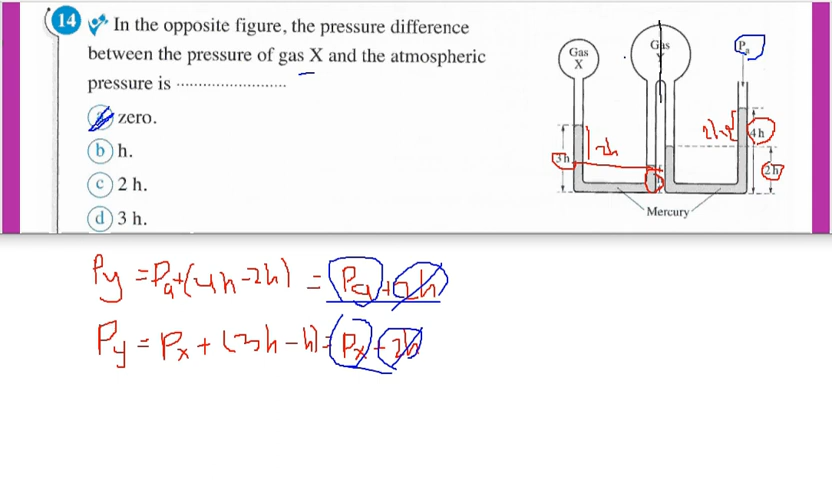 14 In the opposite figure, the pressure difference
between the pressure of gas X and the atmospheric
pressure is ........................
a zero.
b h.
c 2 h.
d 3 h.
Gas
X
Gas
Pa
3h
2h
4h
2h
Mercury
Py = Pa + (4h - 2h) = Pa + 2h
Py = Px + (3h - h) = Px + 2h